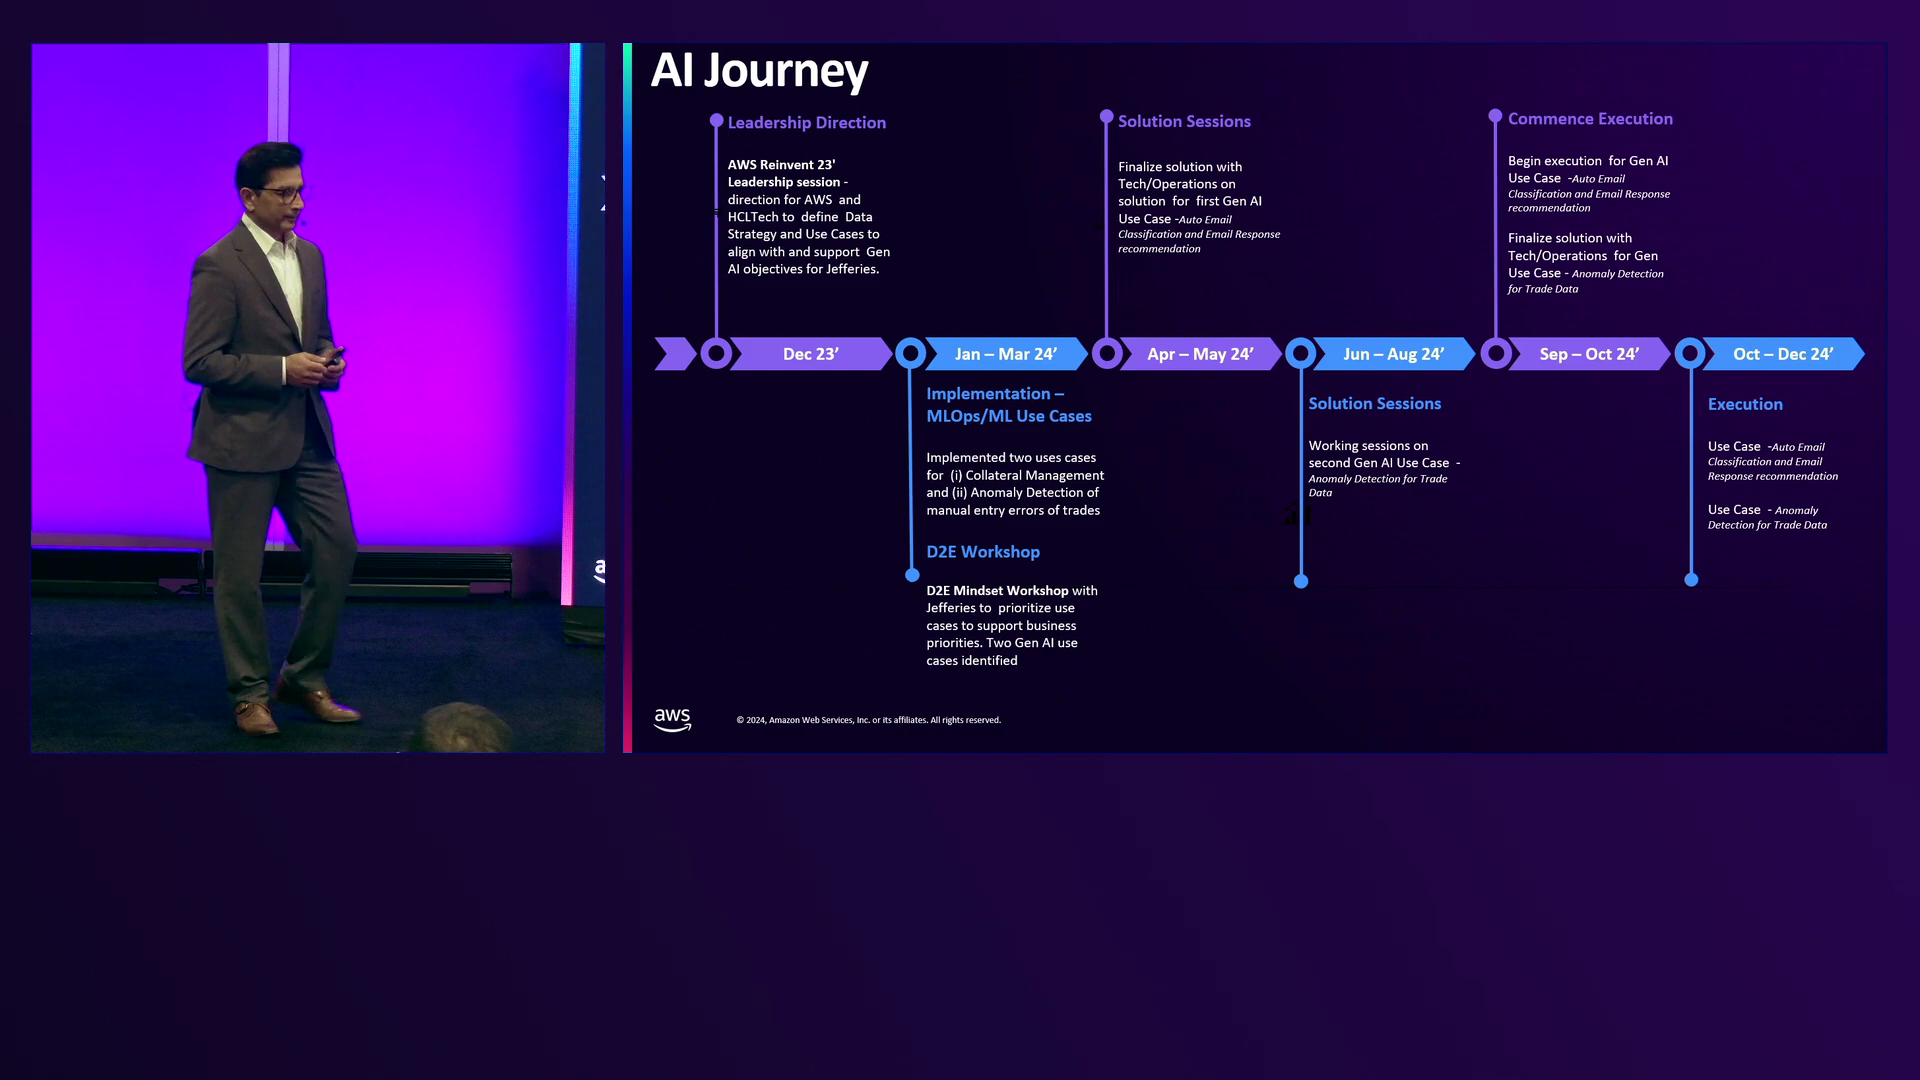 AI Journey
Leadership Direction
AWS Reinvent 23'
Leadership session -
direction for AWS and
HCLTech to define Data
Strategy and Use Cases to
align with and support Gen
AI objectives for Jefferies.
Solution Sessions
Finalize solution with
Tech/Operations on
solution for first Gen AI
Use Case -Auto Email
Classification and Email Response
recommendation
Commence Execution
Begin execution for Gen AI
Use Case -Auto Email
Classification and Email Response
recommendation
Finalize solution with
Tech/Operations for Gen
Use Case - Anomaly Detection
for Trade Data
Dec 23’
Jan – Mar 24’
Apr – May 24’
Jun – Aug 24’
Sep – Oct 24’
Oct – Dec 24’
Implementation –
MLOps/ML Use Cases
Implemented two uses cases
for (i) Collateral Management
and (ii) Anomaly Detection of
manual entry errors of trades
D2E Workshop
D2E Mindset Workshop with
Jefferies to prioritize use
cases to support business
priorities. Two Gen AI use
cases identified
Solution Sessions
Working sessions on
second Gen AI Use Case -
Anomaly Detection for Trade
Data
Execution
Use Case -Auto Email
Classification and Email
Response recommendation
Use Case - Anomaly
Detection for Trade Data
aws
© 2024, Amazon Web Services, Inc. or its affiliates. All rights reserved.